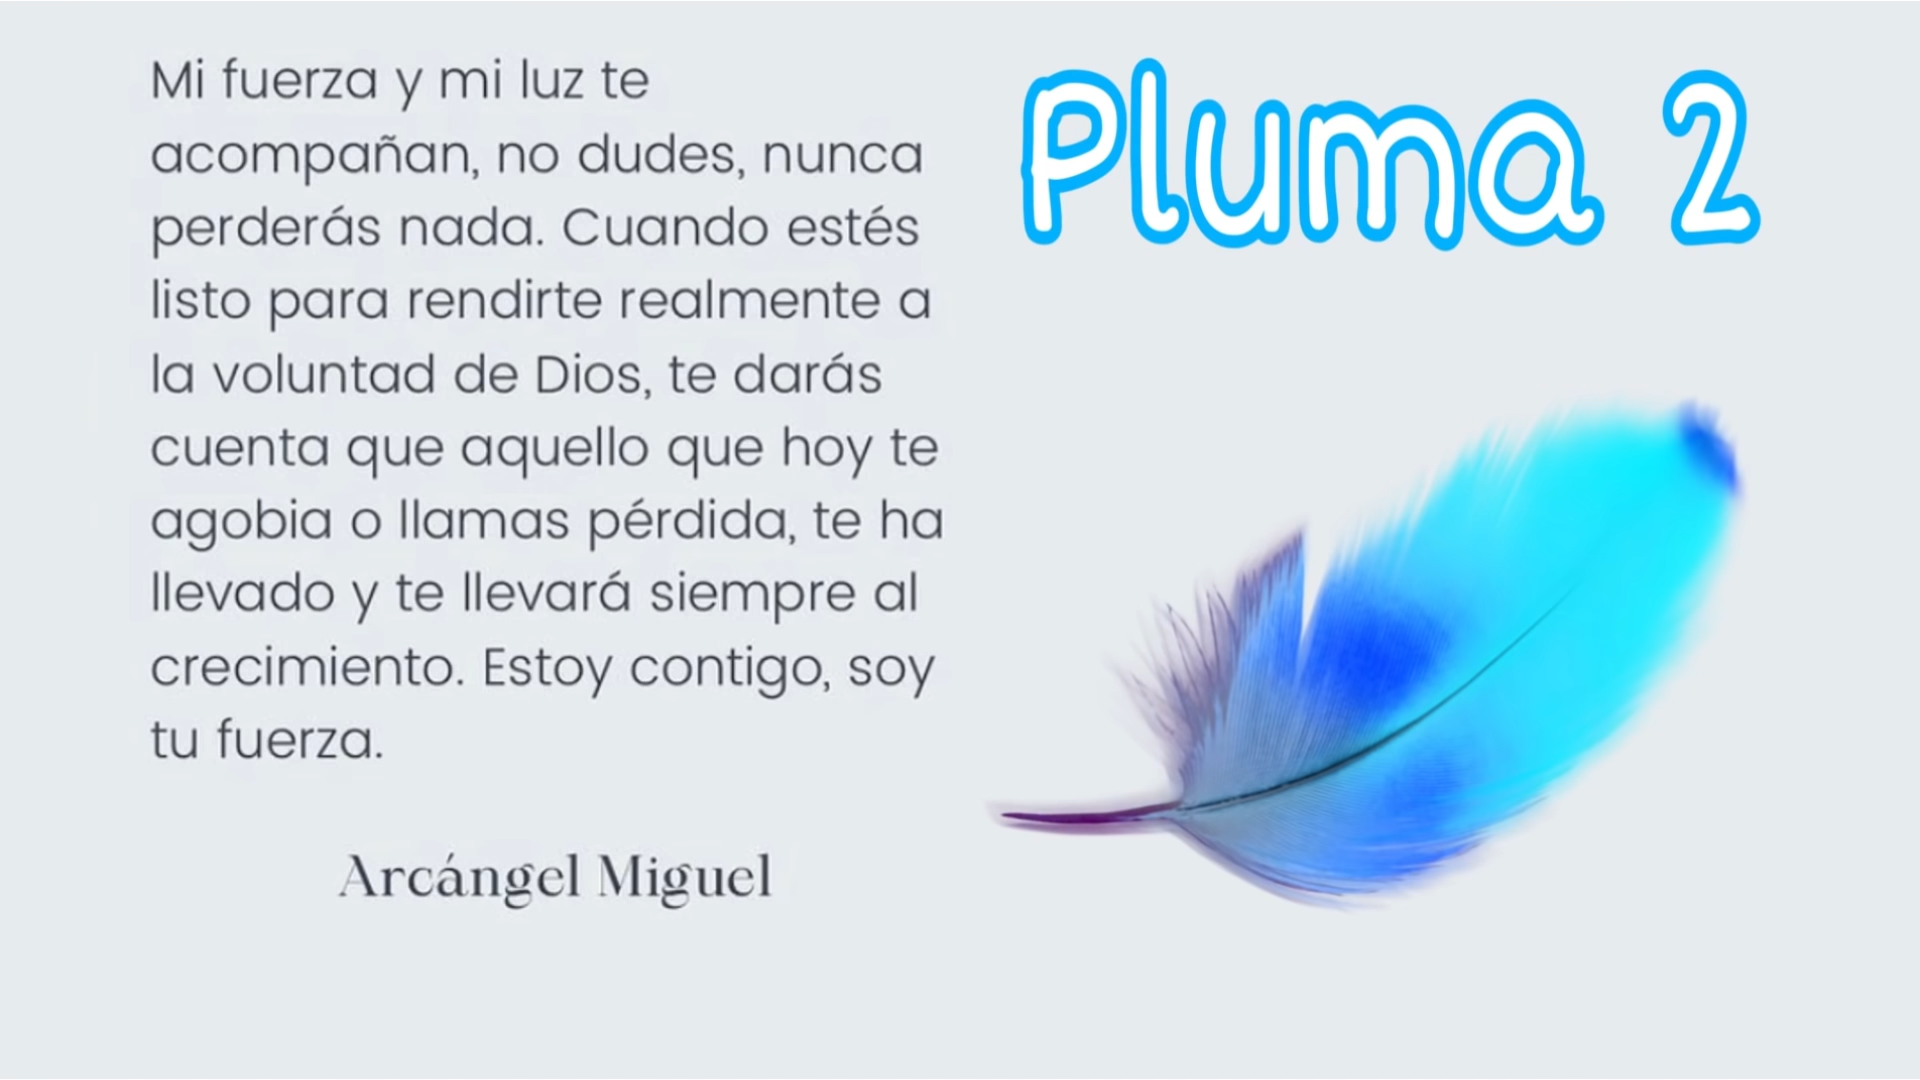 Mi fuerza y mi luz te
acompañan, no dudes, nunca
perderás nada. Cuando estés
listo para rendirte realmente a
la voluntad de Dios, te darás
cuenta que aquello que hoy te
agobia o llamas pérdida, te ha
llevado y te llevará siempre al
crecimiento. Estoy contigo, soy
tu fuerza.
Arcángel Miguel
Pluma 2